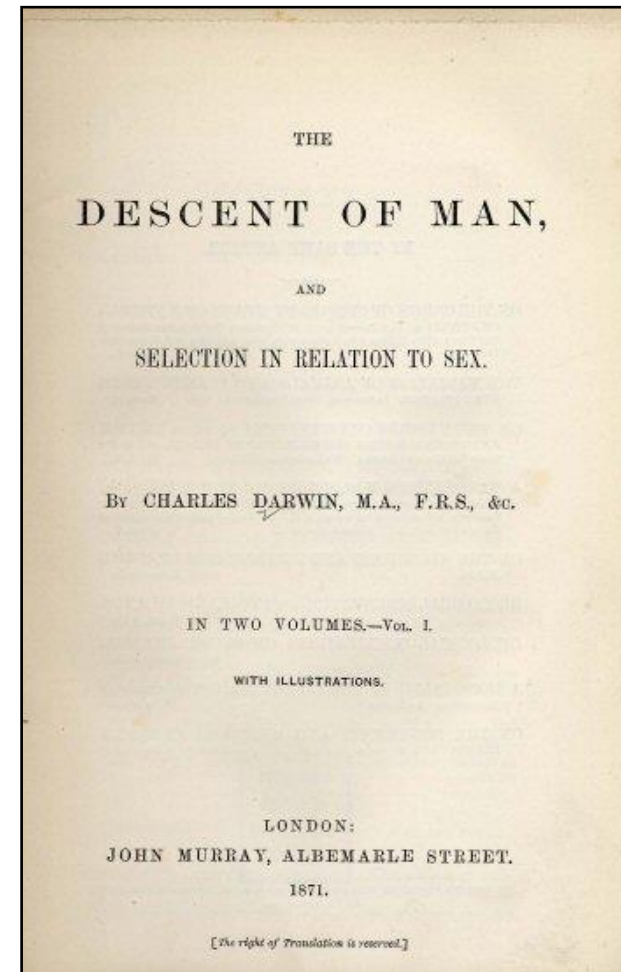 THE
DESCENT OF MAN,
AND
SELECTION IN RELATION TO SEX.
BY CHARLES DARWIN, M.A., F.R.S., &c.
IN TWO VOLUMES.—VOL. I.
WITH ILLUSTRATIONS.
LONDON:
JOHN MURRAY, ALBEMARLE STREET.
1871.
[The right of Translation is reserved.]